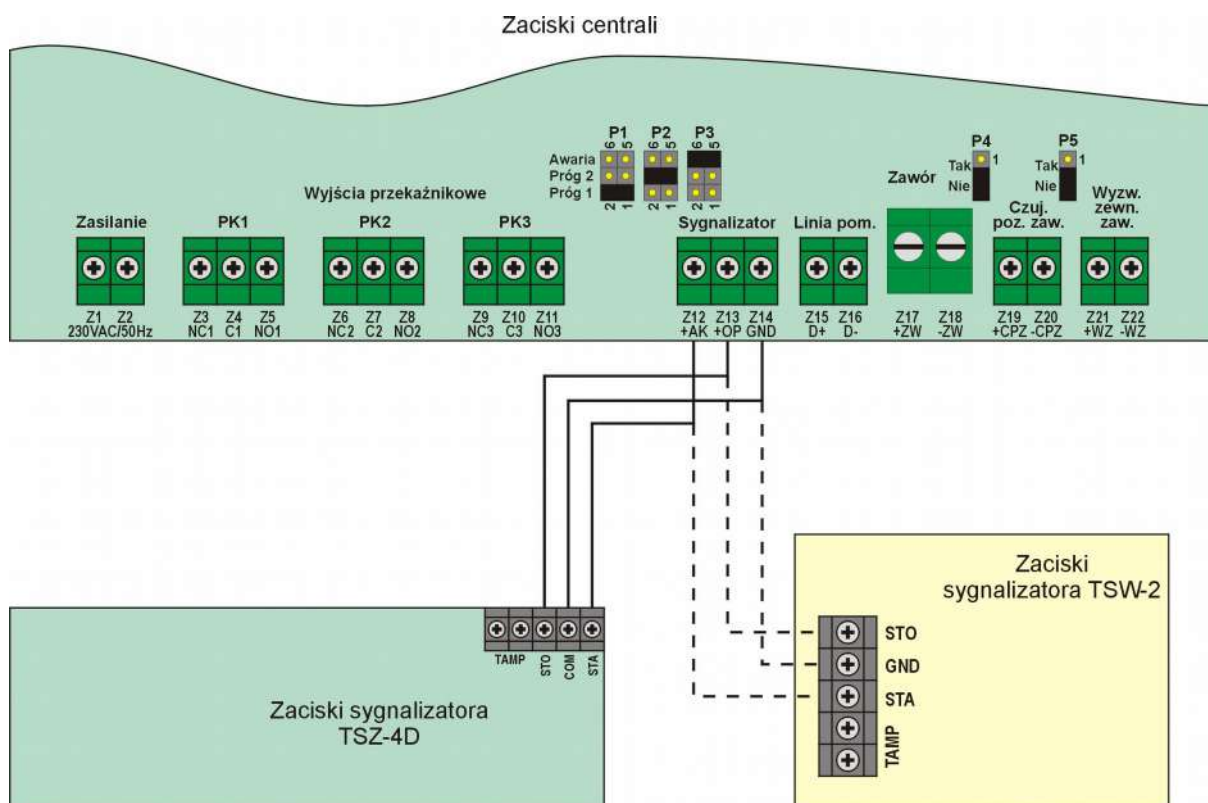 Zaciski centrali
P1 P2 P3
6 5 6 5 6 5
Awaria
Próg 2
Próg 1
2 1 2 1 2 1
P4
1
Tak
Nie
P5
1
Tak
Nie
Wyjścia przekaźnikowe
Zawór
Zasilanie
PK1
PK2
PK3
Sygnalizator
Linia pom.
Czuj.
poz. zaw.
Wyzw.
zewn.
zaw.
Z1 Z2 Z3 Z4 Z5 Z6 Z7 Z8 Z9 Z10 Z11 Z12 Z13 Z14 Z15 Z16 Z17 Z18 Z19 Z20 Z21 Z22
230VAC/50Hz NC1 C1 NO1 NC2 C2 NO2 NC3 C3 NO3 +AK +OP GND D+ D- +ZW -ZW +CPZ -CPZ +WZ -WZ
TAMP STO COM STA
Zaciski sygnalizatora
TSZ-4D
Zaciski
sygnalizatora TSW-2
STO
GND
STA
TAMP